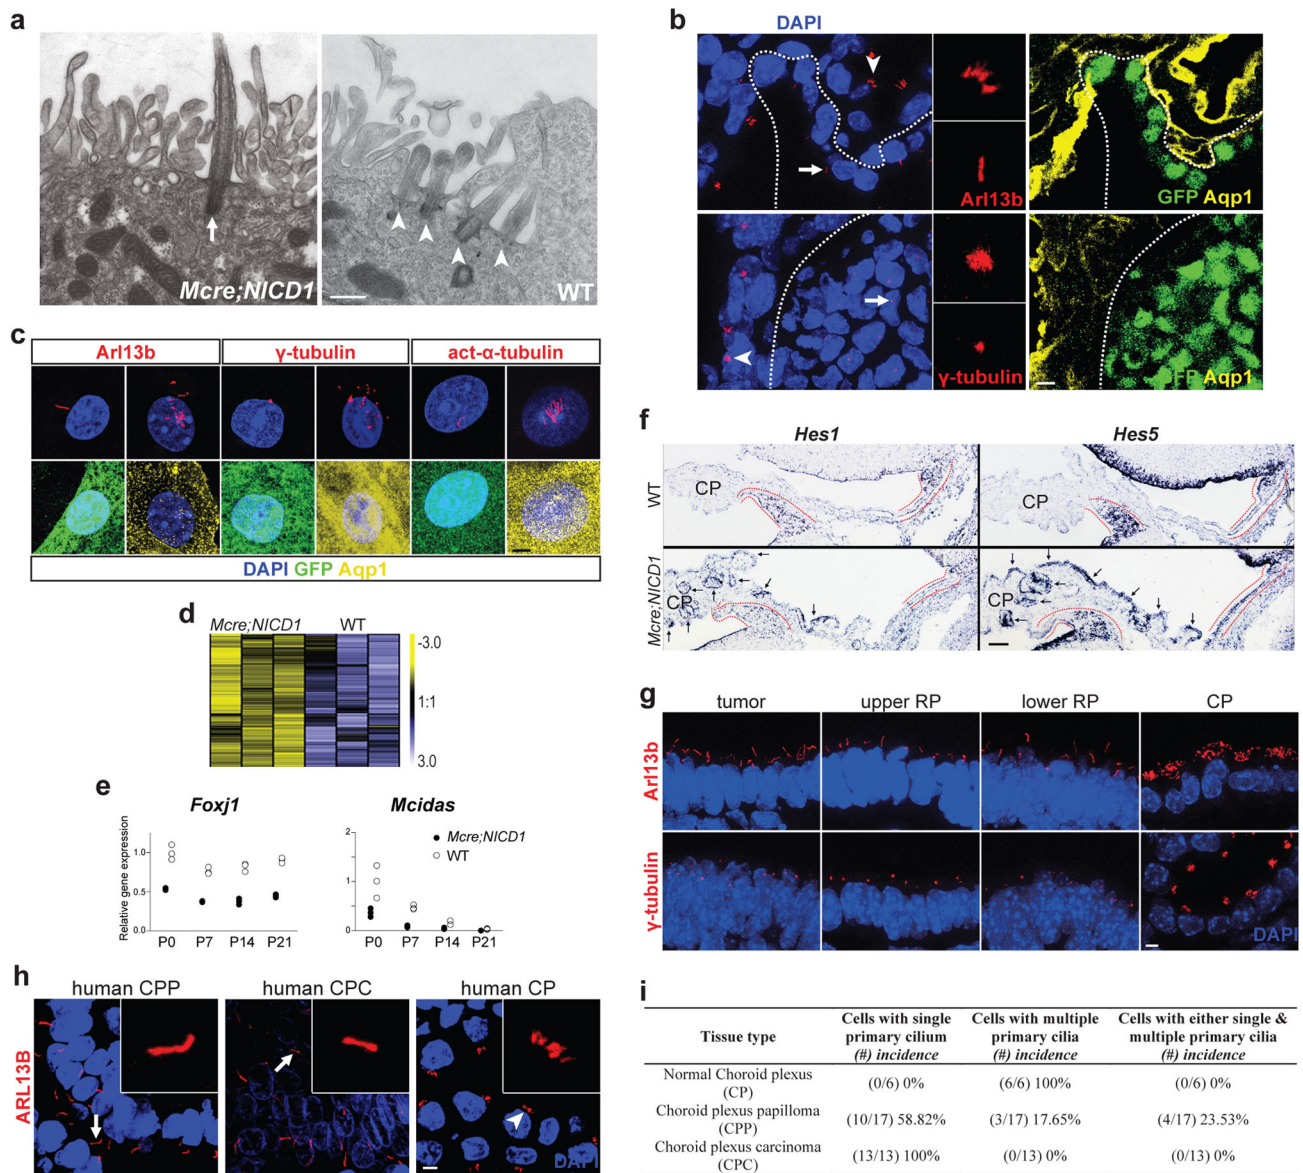 a
Mcre;NICD1
WT
b
DAPI
Arl13b
GFP Aqp1
γ-tubulin
GFP Aqp1
c
Arl13b
γ-tubulin
act-α-tubulin
DAPI GFP Aqp1
d
Mcre;NICD1
WT
-3.0
1:1
3.0
e
Foxj1
Mcidas
Relative gene expression
1.0
0.5
0.0
P0 P7 P14 P21
2
1
0
P0 P7 P14 P21
Mcre;NICD1
WT
f
Hes1
Hes5
WT
CP
CP
Mcre;NICD1
CP
CP
g
tumor
upper RP
lower RP
CP
Arl13b
γ-tubulin
DAPI
h
human CPP
human CPC
human CP
ARL13B
DAPI
i
Tissue type
Cells with single primary cilium (#) incidence
Cells with multiple primary cilia (#) incidence
Cells with either single & multiple primary cilia (#) incidence
Normal Choroid plexus (CP)
(0/6) 0%
(6/6) 100%
(0/6) 0%
Choroid plexus papilloma (CPP)
(10/17) 58.82%
(3/17) 17.65%
(4/17) 23.53%
Choroid plexus carcinoma (CPC)
(13/13) 100%
(0/13) 0%
(0/13) 0%